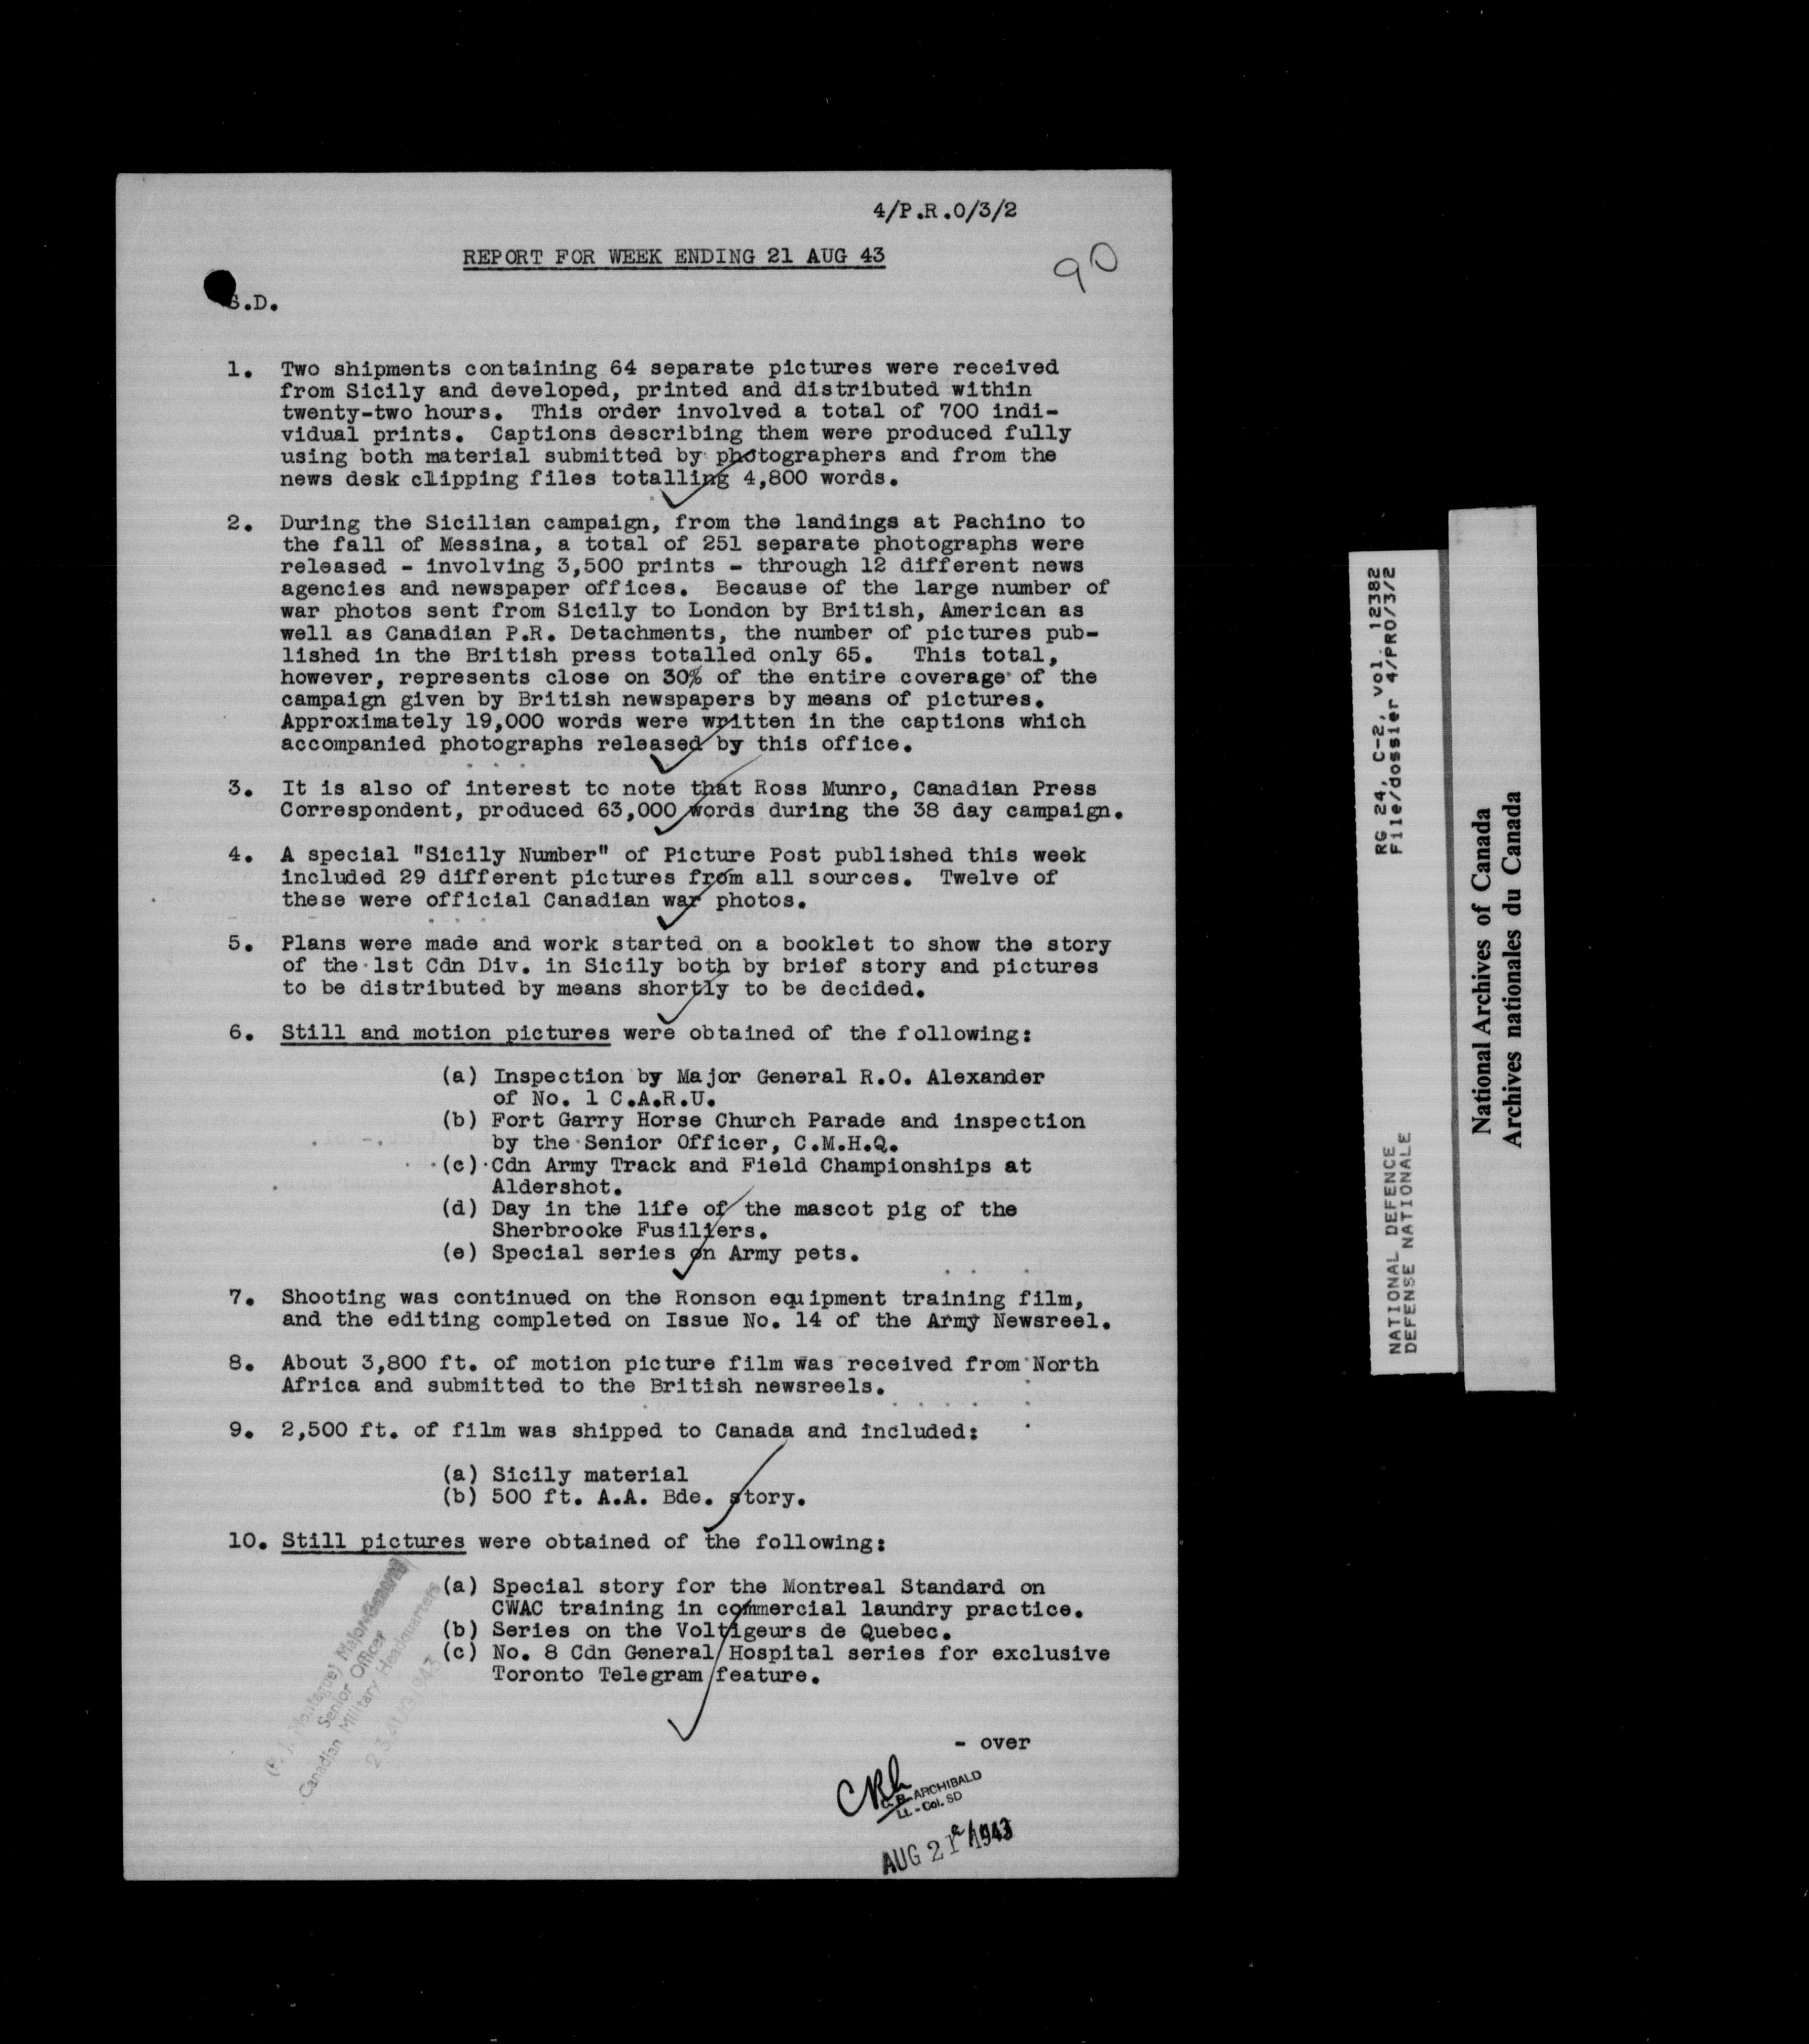 4/P.R.O/3/2
REPORT FOR WEEK ENDING 21 AUG 43
90
S.D.
1. Two shipments containing 64 separate pictures were received
from Sicily and developed, printed and distributed within
twenty-two hours. This order involved a total of 700 indi-
vidual prints. Captions describing them were produced fully
using both material submitted by photographers and from the
news desk clipping files totalling 4,800 words.
2. During the Sicilian campaign, from the landings at Pachino to
the fall of Messina, a total of 251 separate photographs were
released - involving 3,500 prints - through 12 different news
agencies and newspaper offices. Because of the large number of
war photos sent from Sicily to London by British, American as
well as Canadian P.R. Detachments, the number of pictures pub-
lished in the British press totalled only 65. This total,
however, represents close on 30% of the entire coverage of the
campaign given by British newspapers by means of pictures.
Approximately 19,000 words were written in the captions which
accompanied photographs released by this office.
3. It is also of interest to note that Ross Munro, Canadian Press
Correspondent, produced 63,000 words during the 38 day campaign.
4. A special "Sicily Number" of Picture Post published this week
included 29 different pictures from all sources. Twelve of
these were official Canadian war photos.
5. Plans were made and work started on a booklet to show the story
of the 1st Cdn Div. in Sicily both by brief story and pictures
to be distributed by means shortly to be decided.
6. Still and motion pictures were obtained of the following:
(a) Inspection by Major General R.O. Alexander
of No. 1 C.A.R.U.
(b) Fort Garry Horse Church Parade and inspection
by the Senior Officer, C.M.H.Q.
(c) Cdn Army Track and Field Championships at
Aldershot.
(d) Day in the life of the mascot pig of the
Sherbrooke Fusiliers.
(e) Special series on Army pets.
7. Shooting was continued on the Ronson equipment training film,
and the editing completed on Issue No. 14 of the Army Newsreel.
8. About 3,800 ft. of motion picture film was received from North
Africa and submitted to the British newsreels.
9. 2,500 ft. of film was shipped to Canada and included:
(a) Sicily material
(b) 500 ft. A.A. Bde. story.
10. Still pictures were obtained of the following:
(a) Special story for the Montreal Standard on
CWAC training in commercial laundry practice.
(b) Series on the Voltigeurs de Quebec.
(c) No. 8 Cdn General Hospital series for exclusive
Toronto Telegram feature.
(P. J. Montague) Major-General
Senior Officer
Canadian Military Headquarters
23 AUG 1943
- over
C. R. ARCHIBALD
Lt.-Col. SD
AUG 21 1943
RG 24, C-2, vol. 12382
File/dossier 4/PRO/3/2
NATIONAL DEFENCE
DEFENSE NATIONALE
National Archives of Canada
Archives nationales du Canada